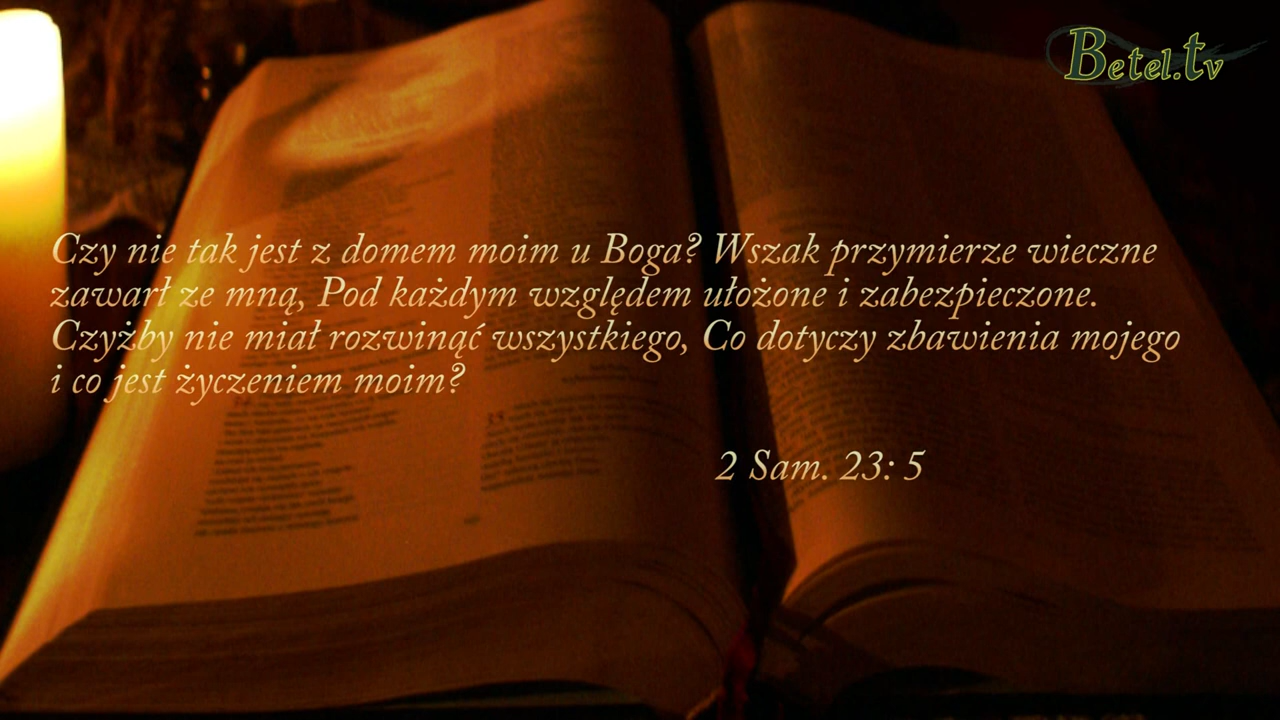 Betel.tv
Czy nie tak jest z domem moim u Boga? Wszak przymierze wieczne
zawarł ze mną, Pod każdym względem ułożone i zabezpieczone.
Czyżby nie miał rozwinąć wszystkiego, Co dotyczy zbawienia mojego
i co jest życzeniem moim?
2 Sam. 23: 5